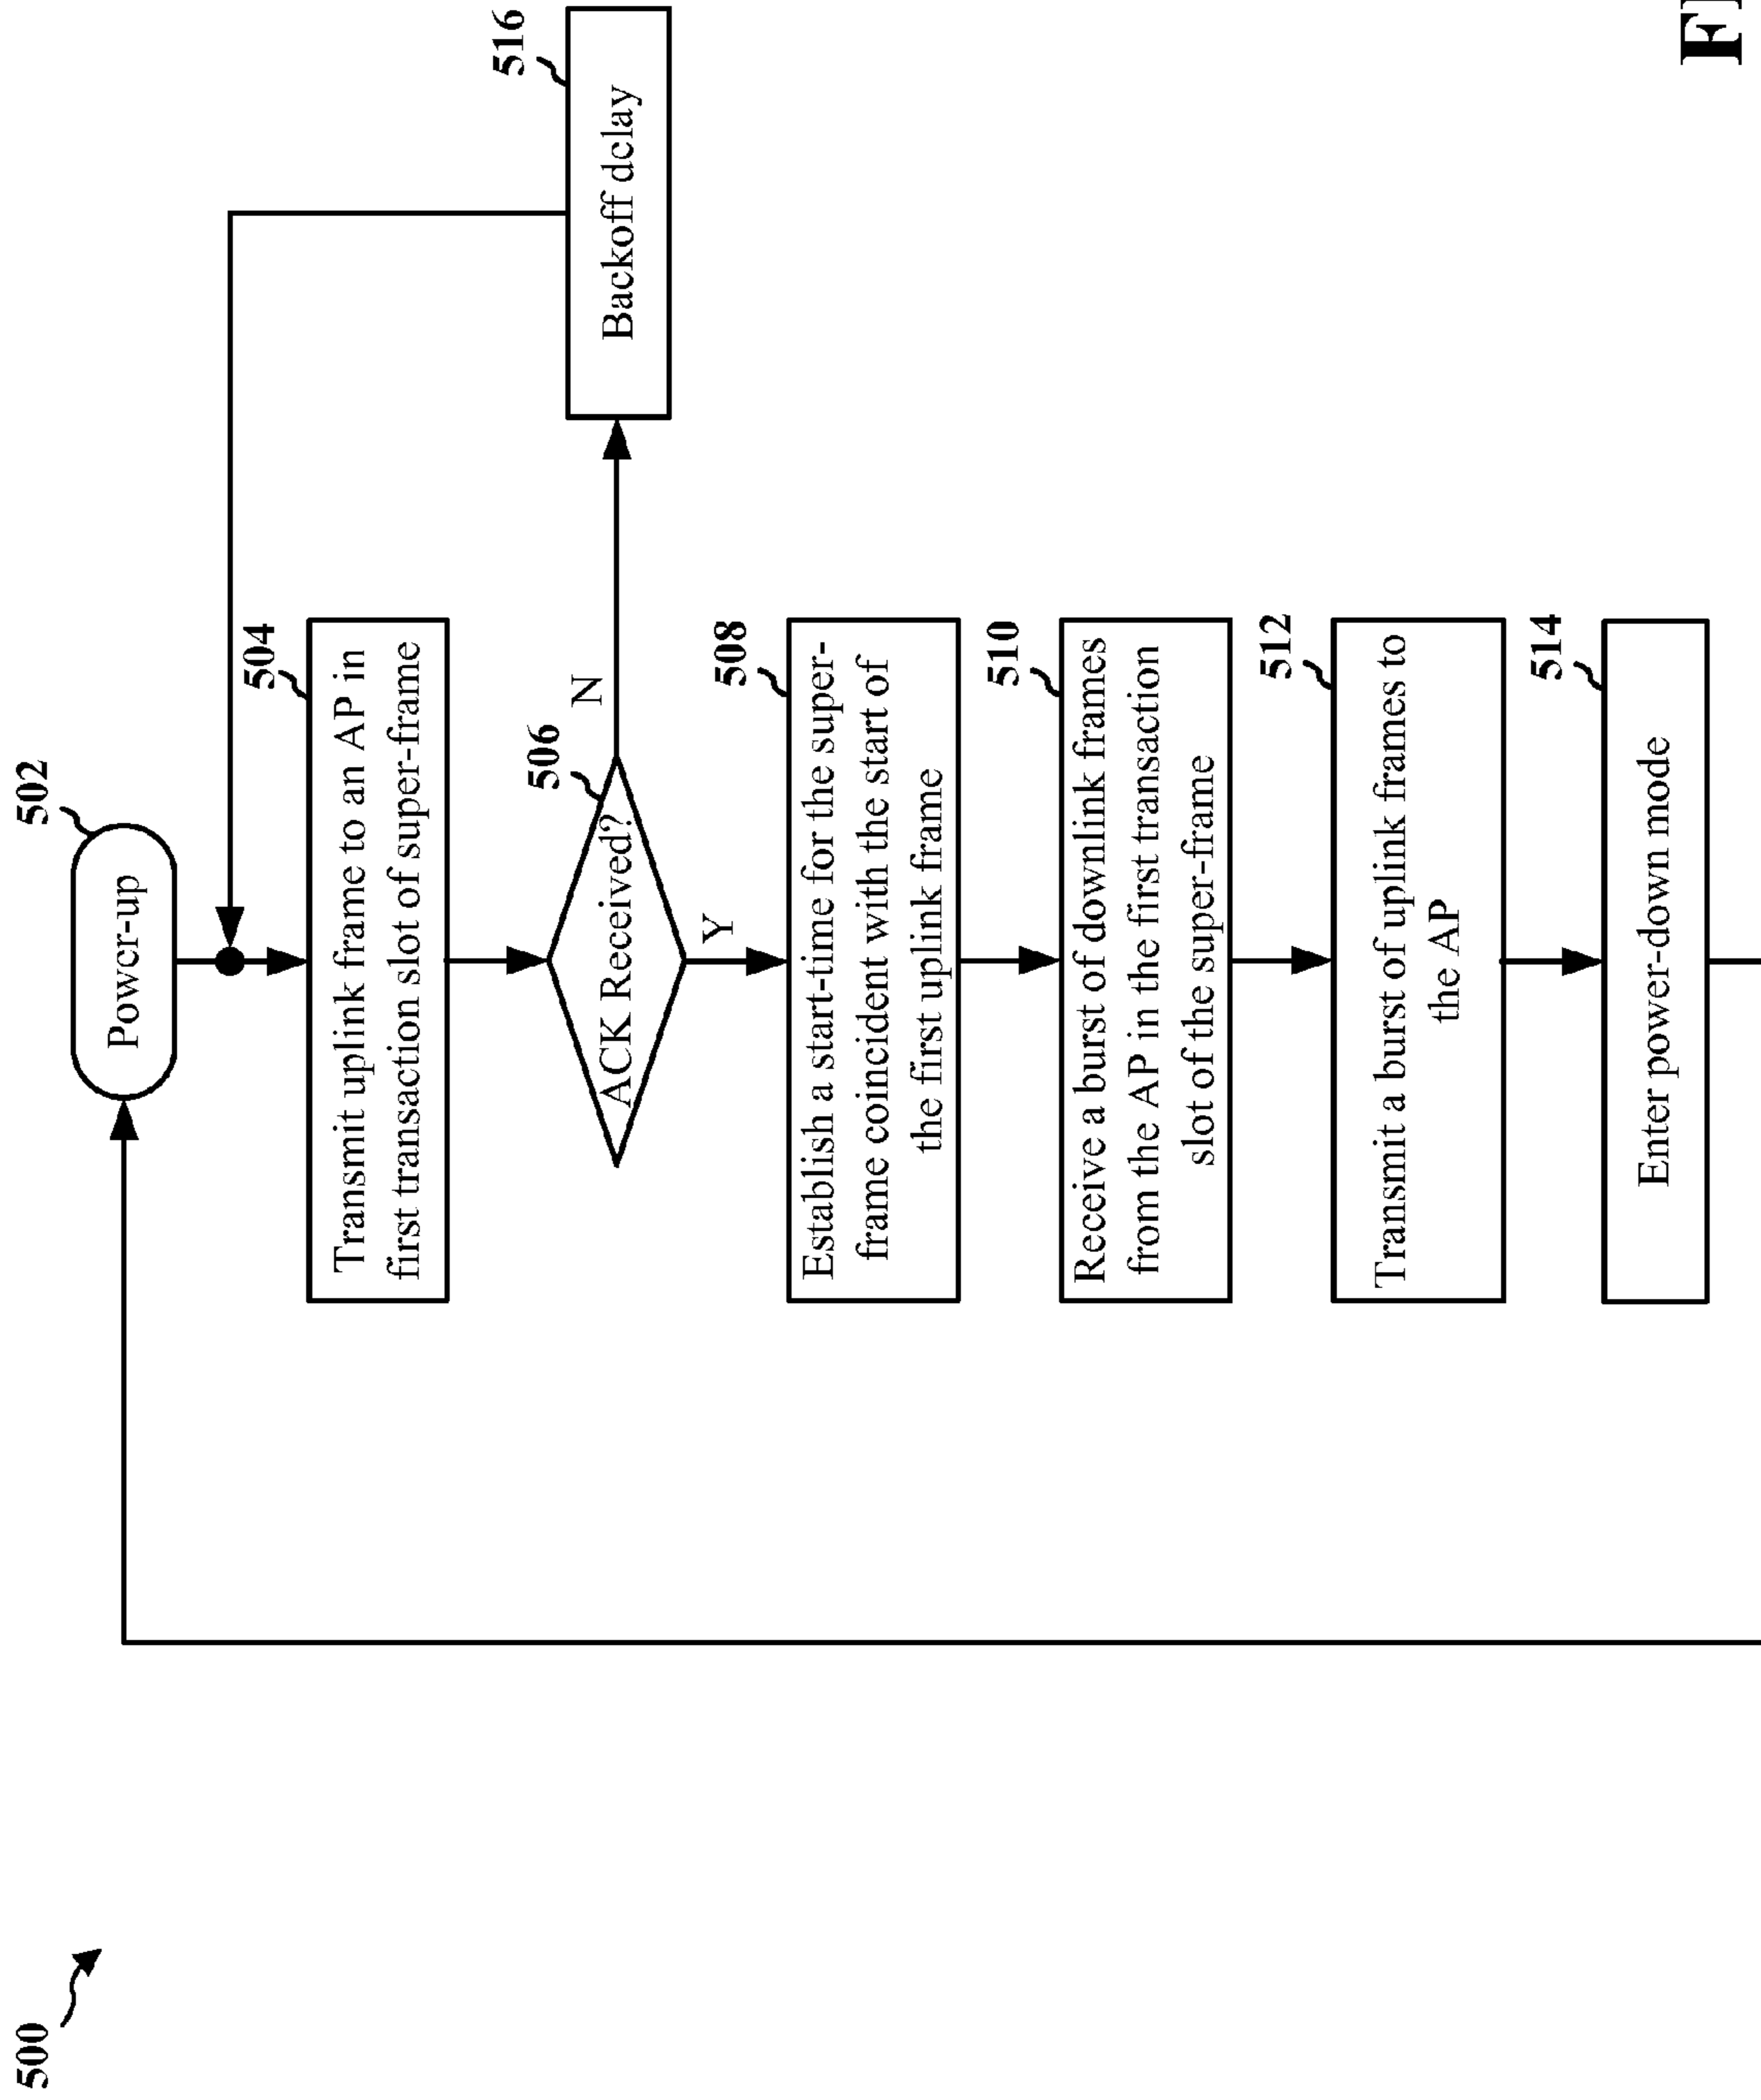 500
502
Power-up
504
Transmit uplink frame to an AP in
first transaction slot of super-frame
506
ACK Received?
N
Y
516
Backoff delay
508
Establish a start-time for the super-
frame coincident with the start of
the first uplink frame
510
Receive a burst of downlink frames
from the AP in the first transaction
slot of the super-frame
512
Transmit a burst of uplink frames to
the AP
514
Enter power-down mode